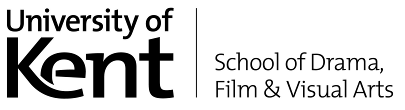 University of
Kent
School of Drama,
Film & Visual Arts